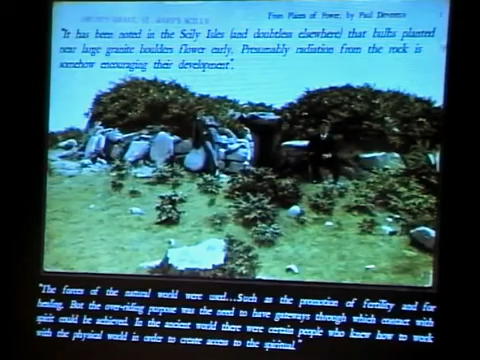 BANT'S GRAVE, ST. MARY'S SCILLY From Places of Power, by Paul Devereux
"It has been noted in the Scily Isles (and doubtless elsewhere) that bulbs planted
near large granite boulders flower early. Presumably radiation from the rock is
somehow encouraging their development".
"The forces of the natural world were used...Such as the promotion of fertility and for
healing. But the over-riding purpose was the need to have gateways through which contact with
spirit could be achieved. In the ancient world there were certain people who knew how to work
with the physical world in order to create access to the spiritual."